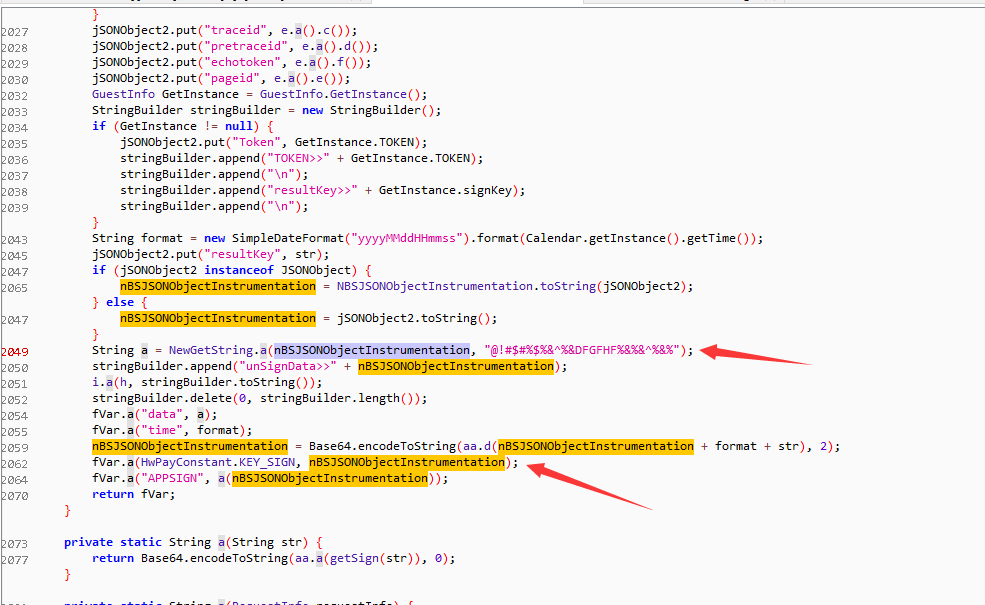 }
2027 jSONObject2.put("traceid", e.a().c());
2028 jSONObject2.put("pretraceid", e.a().d());
2029 jSONObject2.put("echotoken", e.a().f());
2030 jSONObject2.put("pageid", e.a().e());
2032 GuestInfo GetInstance = GuestInfo.GetInstance();
2033 StringBuilder stringBuilder = new StringBuilder();
2034 if (GetInstance != null) {
2035 jSONObject2.put("Token", GetInstance.TOKEN);
2036 stringBuilder.append("TOKEN>>" + GetInstance.TOKEN);
2037 stringBuilder.append("\n");
2038 stringBuilder.append("resultKey>>" + GetInstance.signKey);
2039 stringBuilder.append("\n");
}
2043 String format = new SimpleDateFormat("yyyyMMddHHmmss").format(Calendar.getInstance().getTime());
2045 jSONObject2.put("resultKey", str);
2047 if (jSONObject2 instanceof JSONObject) {
2065 nBSJSONObjectInstrumentation = NBSJSONObjectInstrumentation.toString(jSONObject2);
} else {
2047 nBSJSONObjectInstrumentation = jSONObject2.toString();
}
2049 String a = NewGetString.a(nBSJSONObjectInstrumentation, "@!#$#%$%&^%&DFGFHF%&%&^%&%");
2050 stringBuilder.append("unSignData>>" + nBSJSONObjectInstrumentation);
2051 i.a(h, stringBuilder.toString());
2052 stringBuilder.delete(0, stringBuilder.length());
2054 fVar.a("data", a);
2055 fVar.a("time", format);
2059 nBSJSONObjectInstrumentation = Base64.encodeToString(aa.d(nBSJSONObjectInstrumentation + format + str), 2);
2062 fVar.a(HwPayConstant.KEY_SIGN, nBSJSONObjectInstrumentation);
2064 fVar.a("APPSIGN", a(nBSJSONObjectInstrumentation));
2070 return fVar;
}
2073 private static String a(String str) {
2077 return Base64.encodeToString(aa.a(getSign(str)), 0);
}